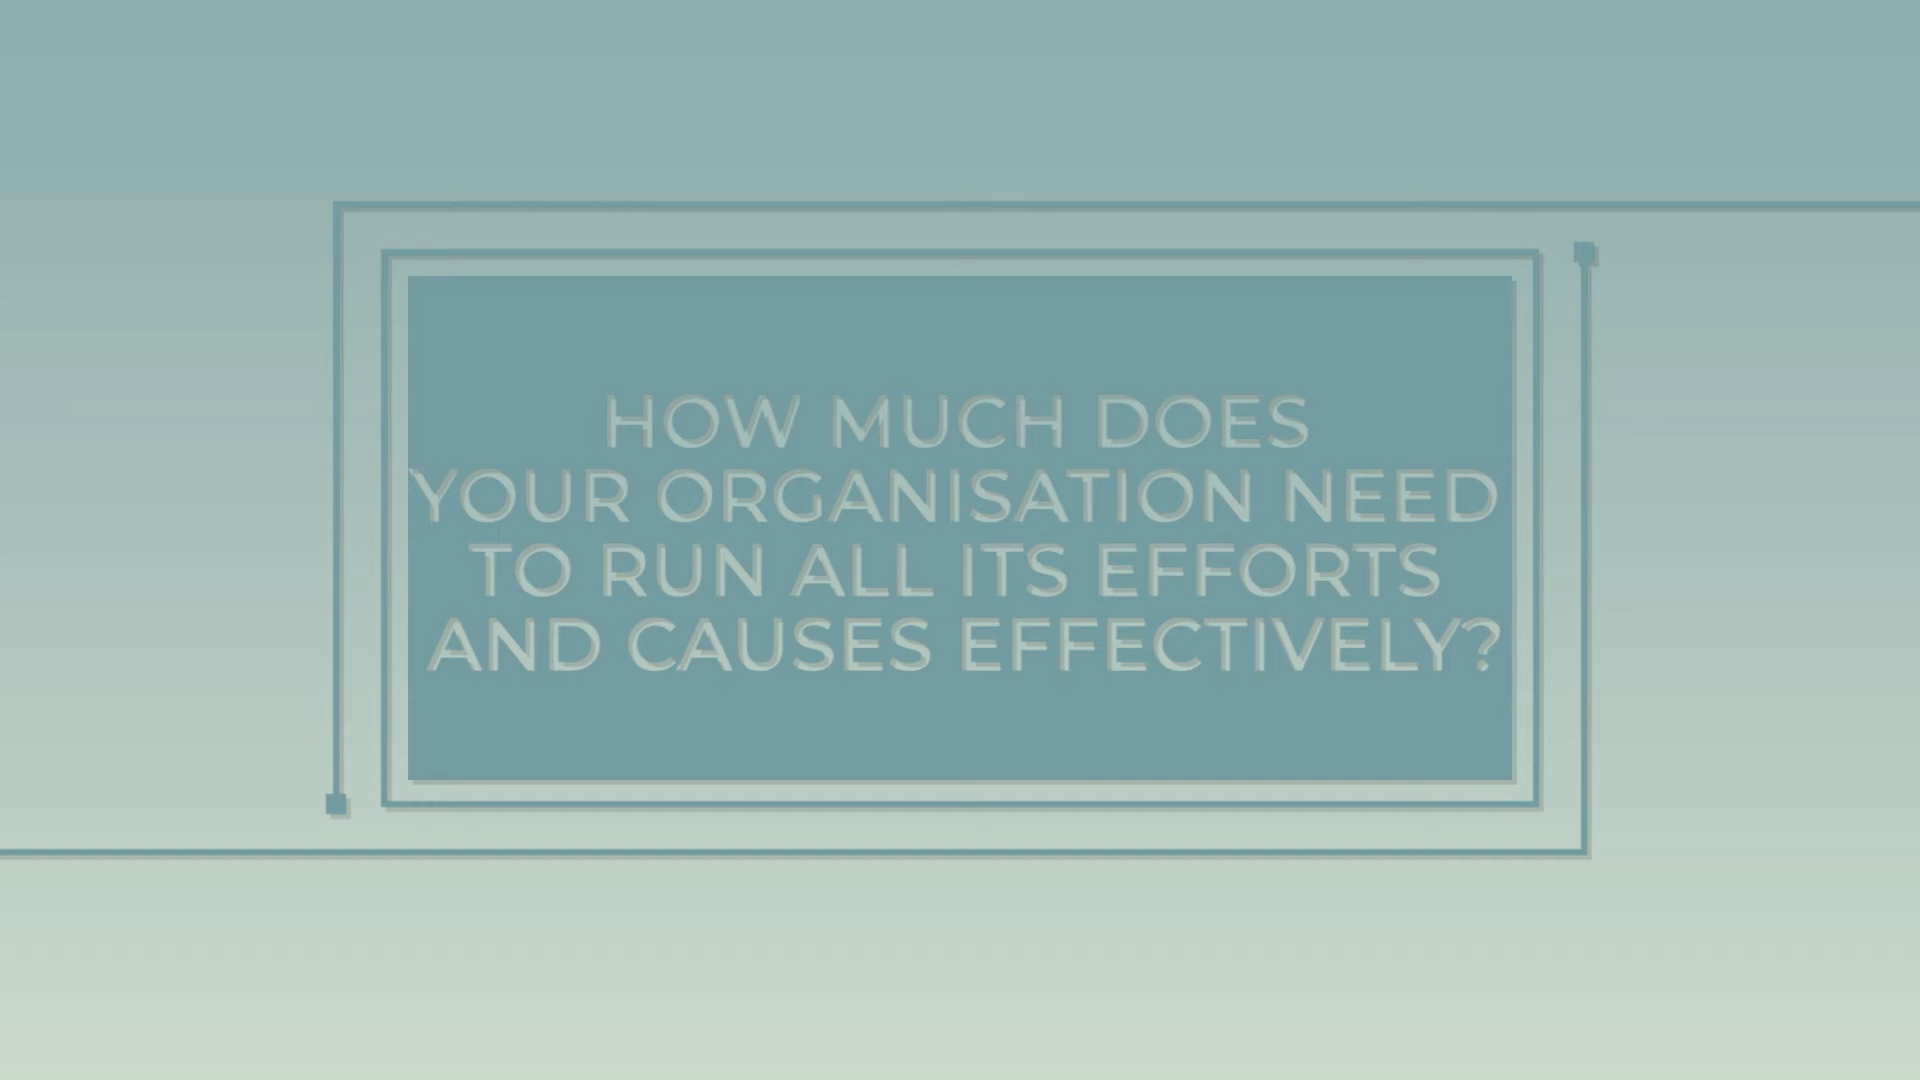 HOW MUCH DOES
YOUR ORGANISATION NEED
TO RUN ALL ITS EFFORTS
AND CAUSES EFFECTIVELY?